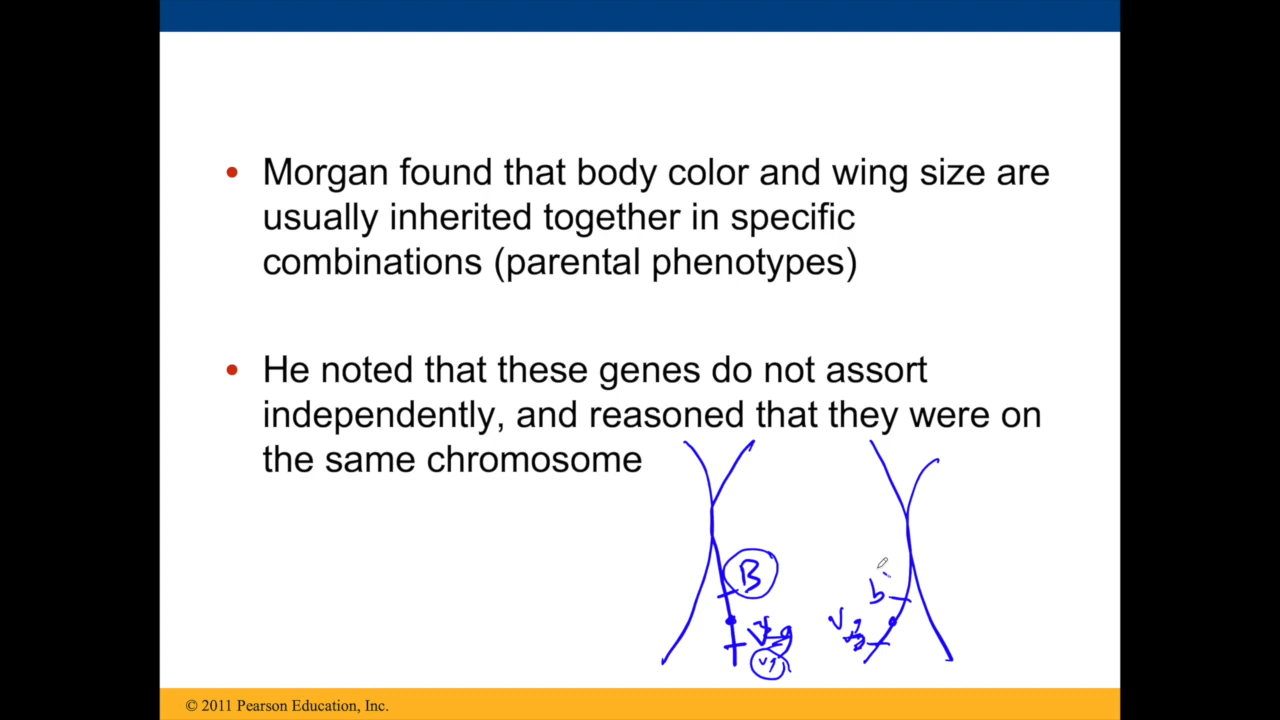 • Morgan found that body color and wing size are
usually inherited together in specific
combinations (parental phenotypes)
• He noted that these genes do not assort
independently, and reasoned that they were on
the same chromosome
B
b
vg
© 2011 Pearson Education, Inc.